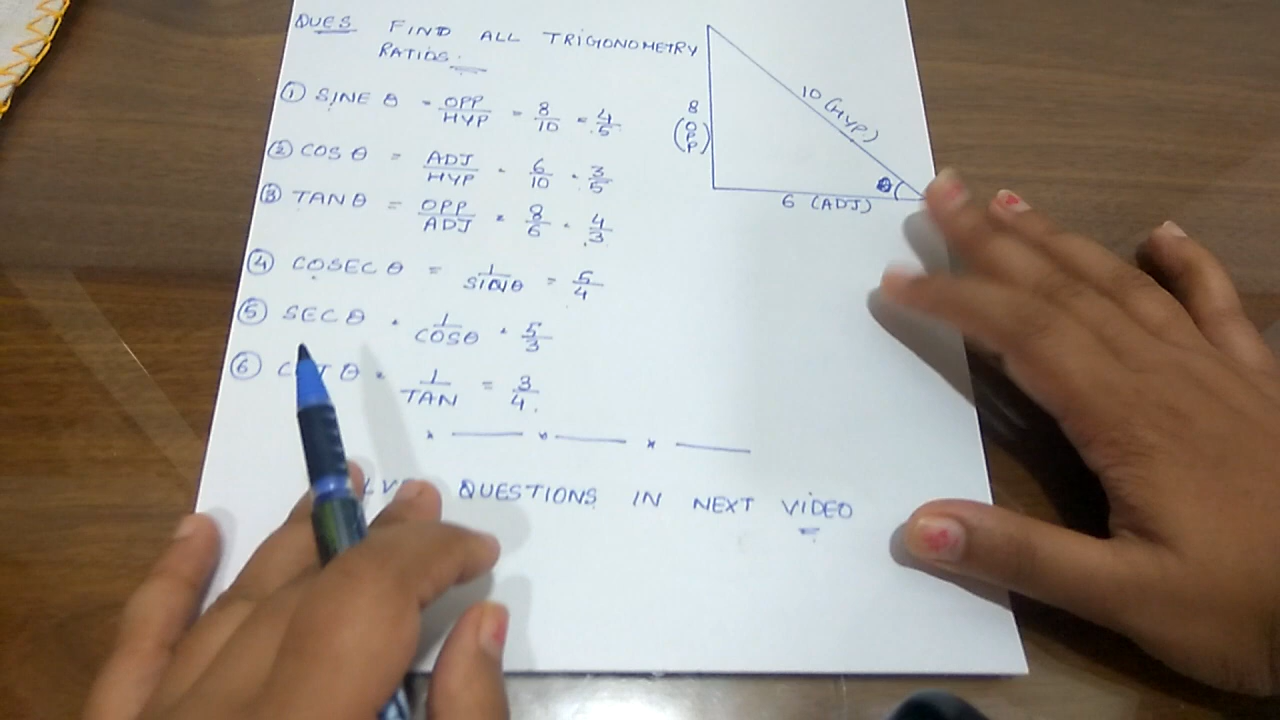 QUES FIND ALL TRIGONOMETRY
RATIOS.
① SINE θ = OPP/HYP = 8/10 = 4/5
② COS θ = ADJ/HYP = 6/10 = 3/5
③ TAN θ = OPP/ADJ = 8/6 = 4/3
④ COSEC θ = 1/SINθ = 5/4
⑤ SEC θ = 1/COSθ = 5/3
⑥ θ = 1/TAN = 3/4.
x — x — x —
QUESTIONS IN NEXT VIDEO
8
(OPP)
10 (HYP)
θ
6 (ADJ)